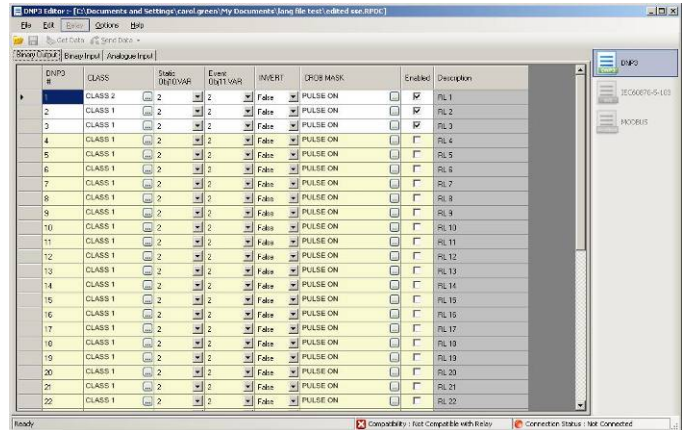 DNP3 Editor :- [C:\Documents and Settings\carol.green\My Documents\lang file test\edited sse.RPDC]
File Edit Relay Options Help
Get Data Send Data
Binary Output Binary Input Analogue Input
DNP3 # CLASS Static Obj10 VAR Event Obj11 VAR INVERT CROB MASK Enabled Description
1 CLASS 2 ... 2 2 False PULSE ON ... RL 1
2 CLASS 1 ... 2 2 False PULSE ON ... RL 2
3 CLASS 1 ... 2 2 False PULSE ON ... RL 3
4 CLASS 1 ... 2 2 False PULSE ON ... RL 4
5 CLASS 1 ... 2 2 False PULSE ON ... RL 5
6 CLASS 1 ... 2 2 False PULSE ON ... RL 6
7 CLASS 1 ... 2 2 False PULSE ON ... RL 7
8 CLASS 1 ... 2 2 False PULSE ON ... RL 8
9 CLASS 1 ... 2 2 False PULSE ON ... RL 9
10 CLASS 1 ... 2 2 False PULSE ON ... RL 10
11 CLASS 1 ... 2 2 False PULSE ON ... RL 11
12 CLASS 1 ... 2 2 False PULSE ON ... RL 12
13 CLASS 1 ... 2 2 False PULSE ON ... RL 13
14 CLASS 1 ... 2 2 False PULSE ON ... RL 14
15 CLASS 1 ... 2 2 False PULSE ON ... RL 15
16 CLASS 1 ... 2 2 False PULSE ON ... RL 16
17 CLASS 1 ... 2 2 False PULSE ON ... RL 17
18 CLASS 1 ... 2 2 False PULSE ON ... RL 18
19 CLASS 1 ... 2 2 False PULSE ON ... RL 19
20 CLASS 1 ... 2 2 False PULSE ON ... RL 20
21 CLASS 1 ... 2 2 False PULSE ON ... RL 21
22 CLASS 1 ... 2 2 False PULSE ON ... RL 22
DNP3
IEC60870-5-103
MODBUS
Ready Compatibility : Not Compatible with Relay Connection Status : Not Connected